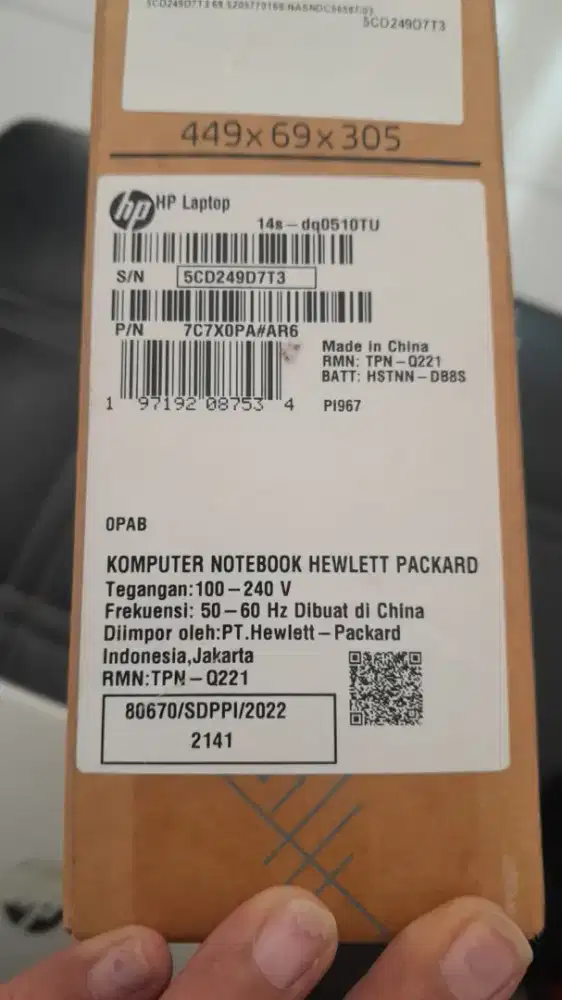 5CD249D7T3
449x69x305
hp HP Laptop
14s-dq0510TU
S/N 5CD249D7T3
P/N 7C7X0PA#AR6
Made in China
RMN: TPN-Q221
BATT: HSTNN-DB8S
1 97192 08753 4 PI967
OPAB
KOMPUTER NOTEBOOK HEWLETT PACKARD
Tegangan:100-240 V
Frekuensi: 50-60 Hz Dibuat di China
Diimpor oleh:PT.Hewlett-Packard
Indonesia,Jakarta
RMN:TPN-Q221
80670/SDPPI/2022
2141